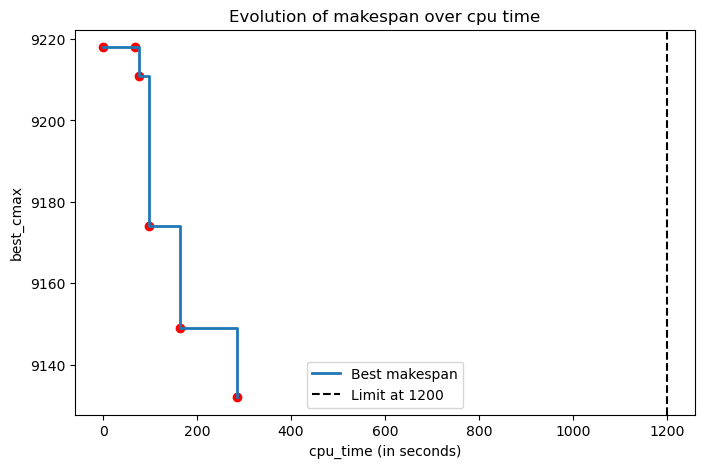 Evolution of makespan over cpu time
best_cmax
9220
9200
9180
9160
9140
Best makespan
Limit at 1200
0 200 400 600 800 1000 1200
cpu_time (in seconds)